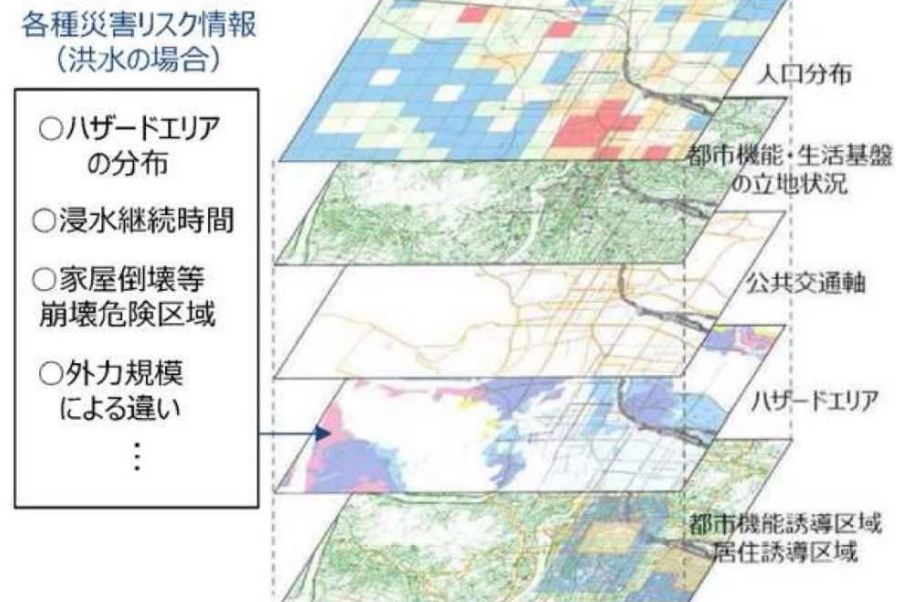 各種災害リスク情報
（洪水の場合）
○ハザードエリア
の分布
○浸水継続時間
○家屋倒壊等
崩壊危険区域
○外力規模
による違い
⋮
人口分布
都市機能・生活基盤
の立地状況
公共交通軸
ハザードエリア
都市機能誘導区域
居住誘導区域